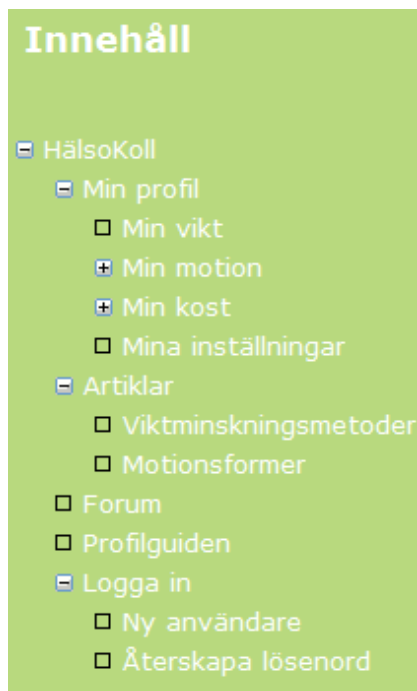 Innehåll
HälsoKoll
Min profil
Min vikt
Min motion
Min kost
Mina inställningar
Artiklar
Viktminskningsmetoder
Motionsformer
Forum
Profilguiden
Logga in
Ny användare
Återskapa lösenord